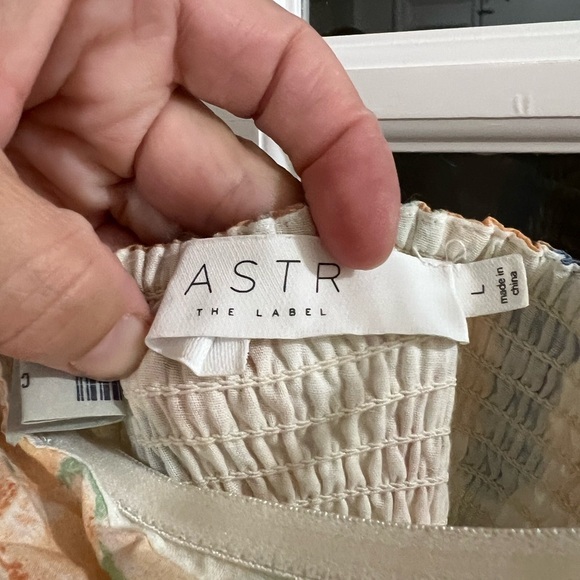 ASTR
THE LABEL
L
made in
china